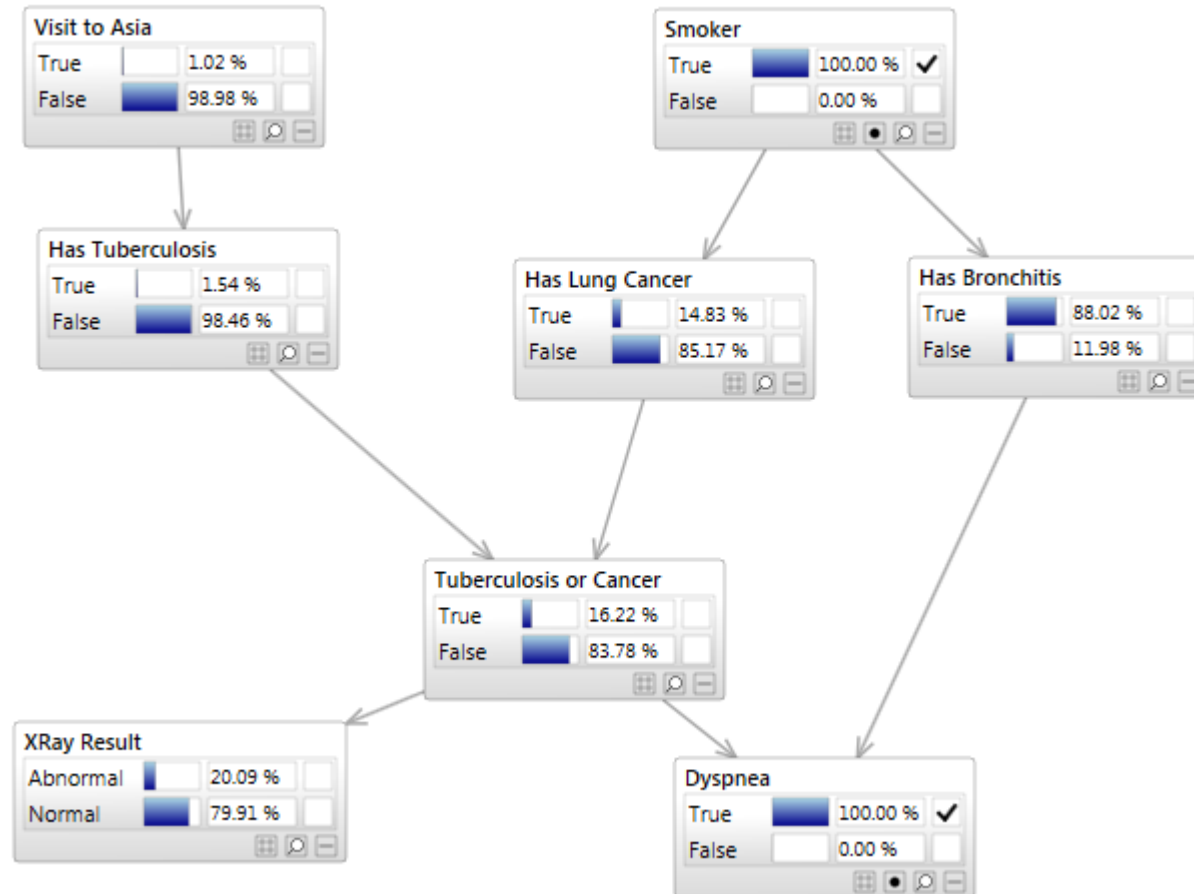 Visit to Asia
True 1.02 %
False 98.98 %
Smoker
True 100.00 %
False 0.00 %
Has Tuberculosis
True 1.54 %
False 98.46 %
Has Lung Cancer
True 14.83 %
False 85.17 %
Has Bronchitis
True 88.02 %
False 11.98 %
Tuberculosis or Cancer
True 16.22 %
False 83.78 %
XRay Result
Abnormal 20.09 %
Normal 79.91 %
Dyspnea
True 100.00 %
False 0.00 %